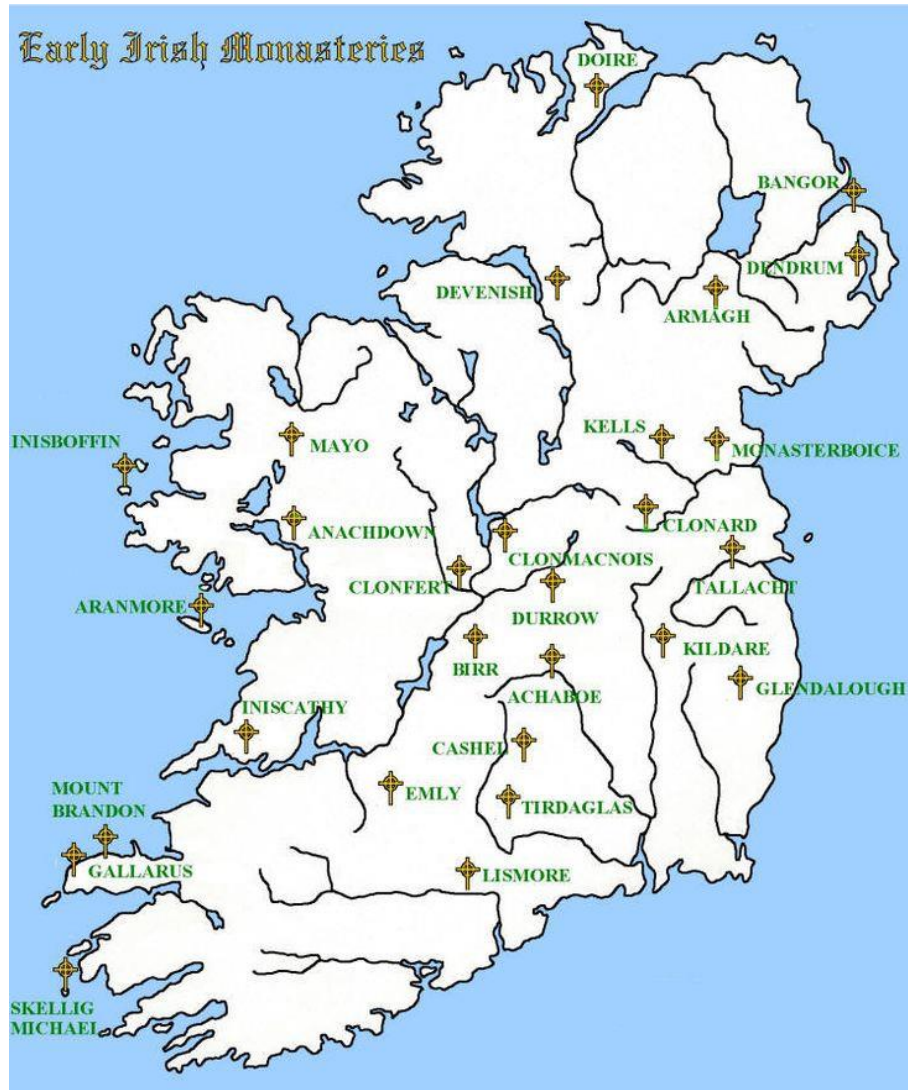 Early Irish Monasteries
DOIRE
BANGOR
DENDRUM
DEVENISH
ARMAGH
KELLS
INISBOFFIN
MAYO
MONASTERBOICE
ANACHDOWN
CLONARD
CLONMACNOIS
CLONFERT
TALLACHT
ARANMORE
DURROW
KILDARE
BIRR
ACHABOE
GLENDALOUGH
INISCATHY
CASHEL
MOUNT
BRANDON
EMLY
TIRDAGLAS
GALLARUS
LISMORE
SKELLIG
MICHAEL